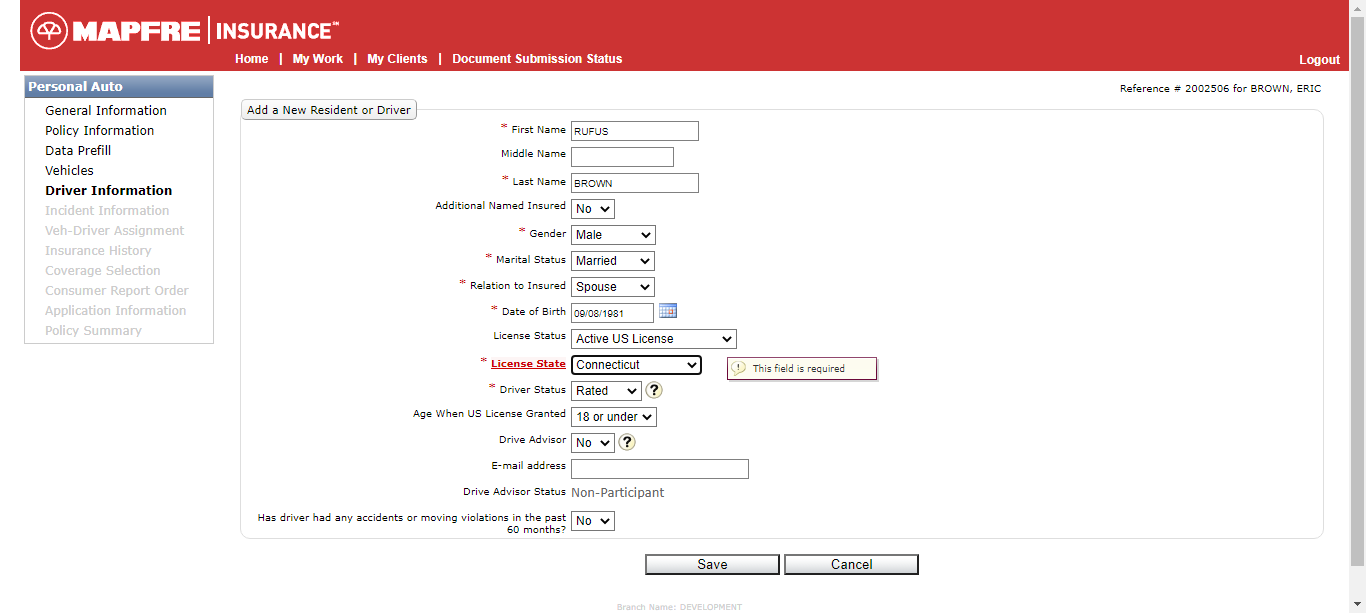 MAPFRE | INSURANCE℠
Home | My Work | My Clients | Document Submission Status
Logout
Personal Auto
General Information
Policy Information
Data Prefill
Vehicles
Driver Information
Incident Information
Veh-Driver Assignment
Insurance History
Coverage Selection
Consumer Report Order
Application Information
Policy Summary
Reference # 2002506 for BROWN, ERIC
Add a New Resident or Driver
* First Name RUFUS
Middle Name
* Last Name BROWN
Additional Named Insured No
* Gender Male
* Marital Status Married
* Relation to Insured Spouse
* Date of Birth 09/08/1981
License Status Active US License
* License State Connecticut ! This field is required
* Driver Status Rated ?
Age When US License Granted 18 or under
Drive Advisor No ?
E-mail address
Drive Advisor Status Non-Participant
Has driver had any accidents or moving violations in the past
60 months? No
Save Cancel
Branch Name: DEVELOPMENT